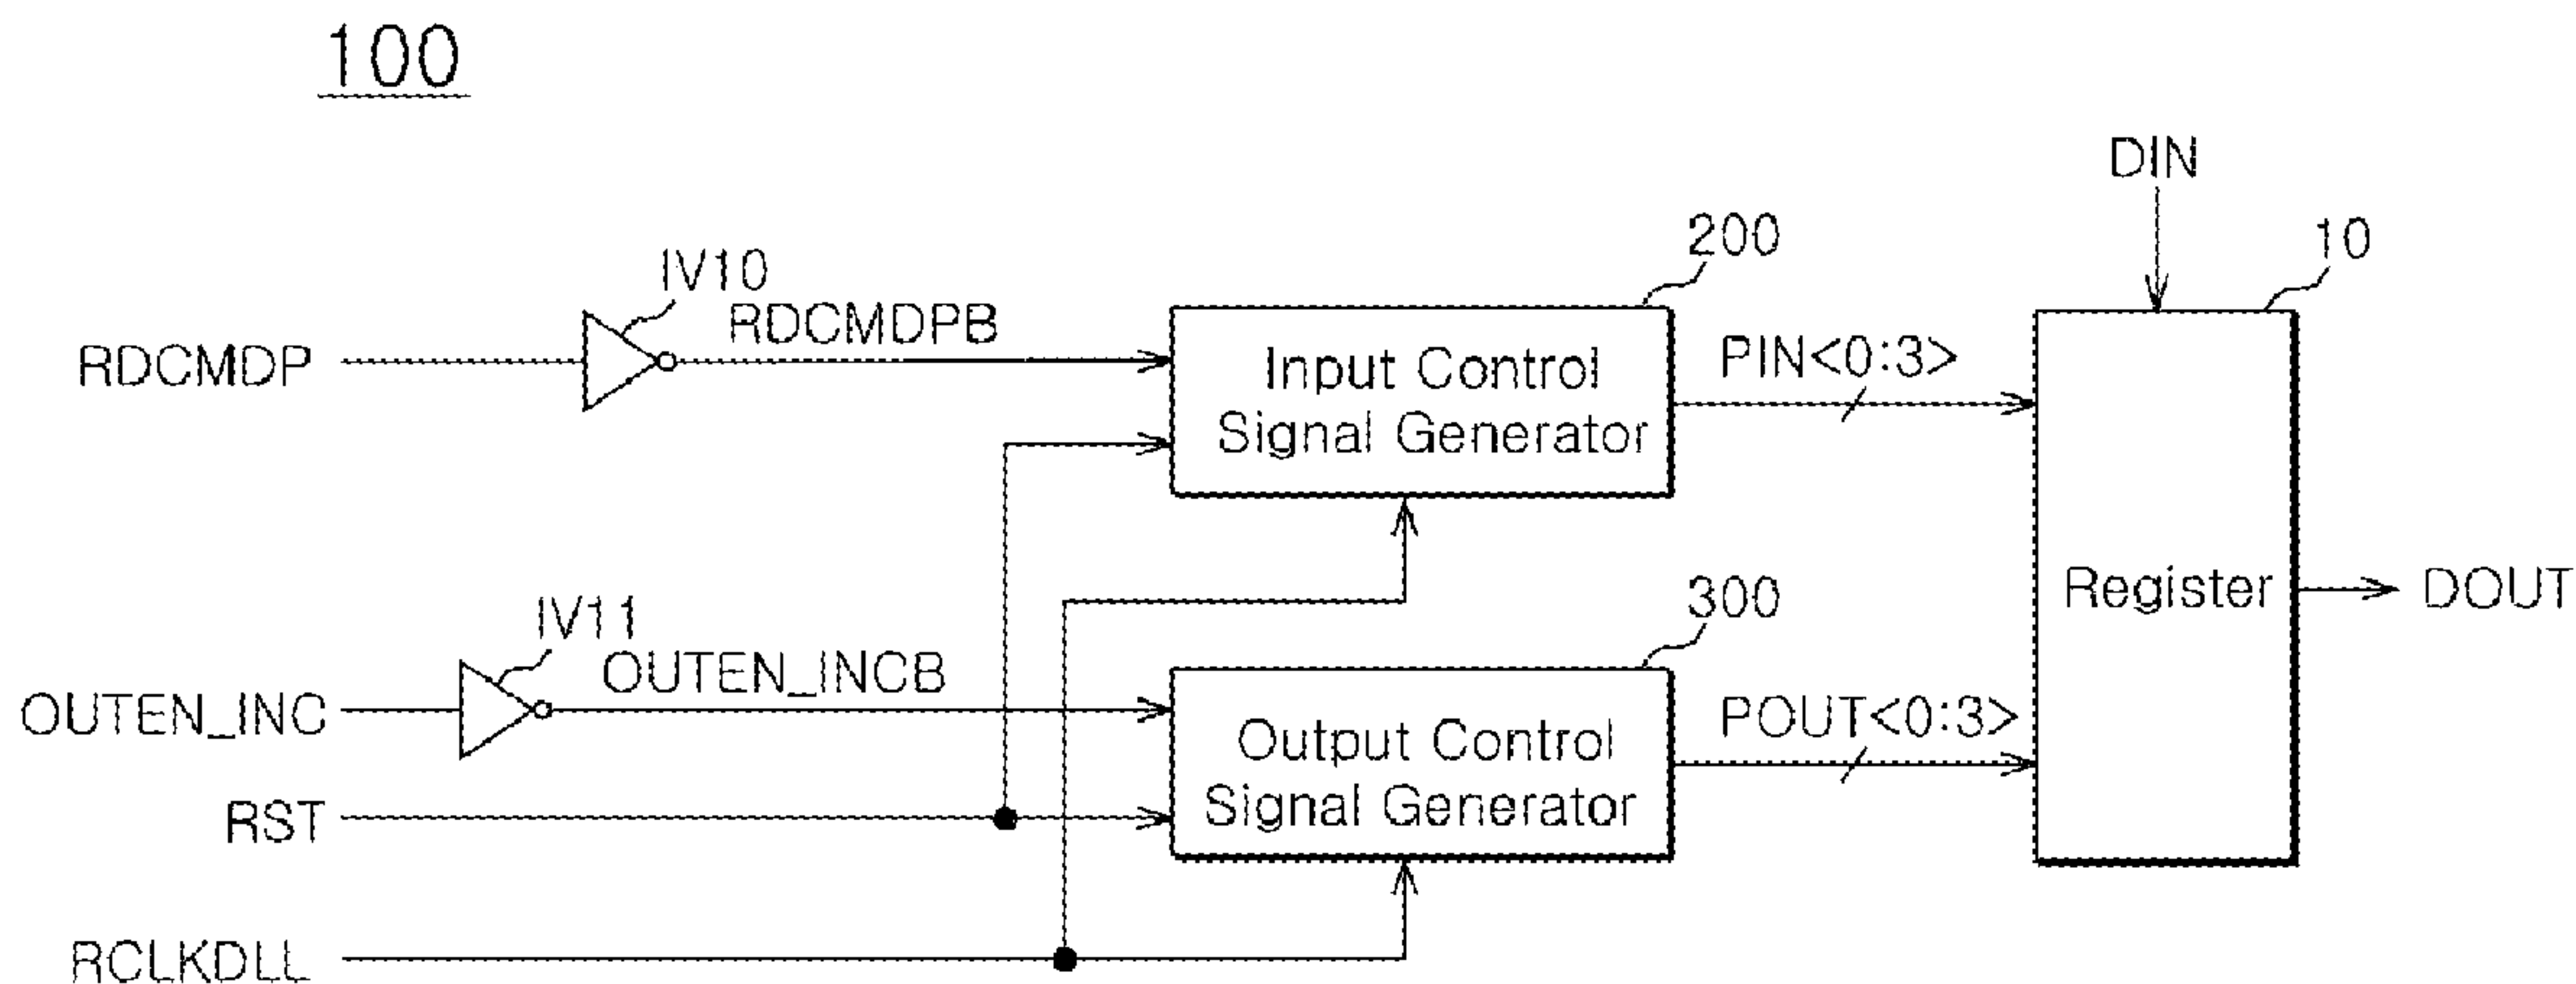 100
DIN
200
10
IV10
RDCMDPB
RDCMDP
Input Control
Signal Generator
PIN<0:3>
Register
DOUT
300
IV11
OUTEN_INCB
OUTEN_INC
Output Control
Signal Generator
POUT<0:3>
RST
RCLKDLL